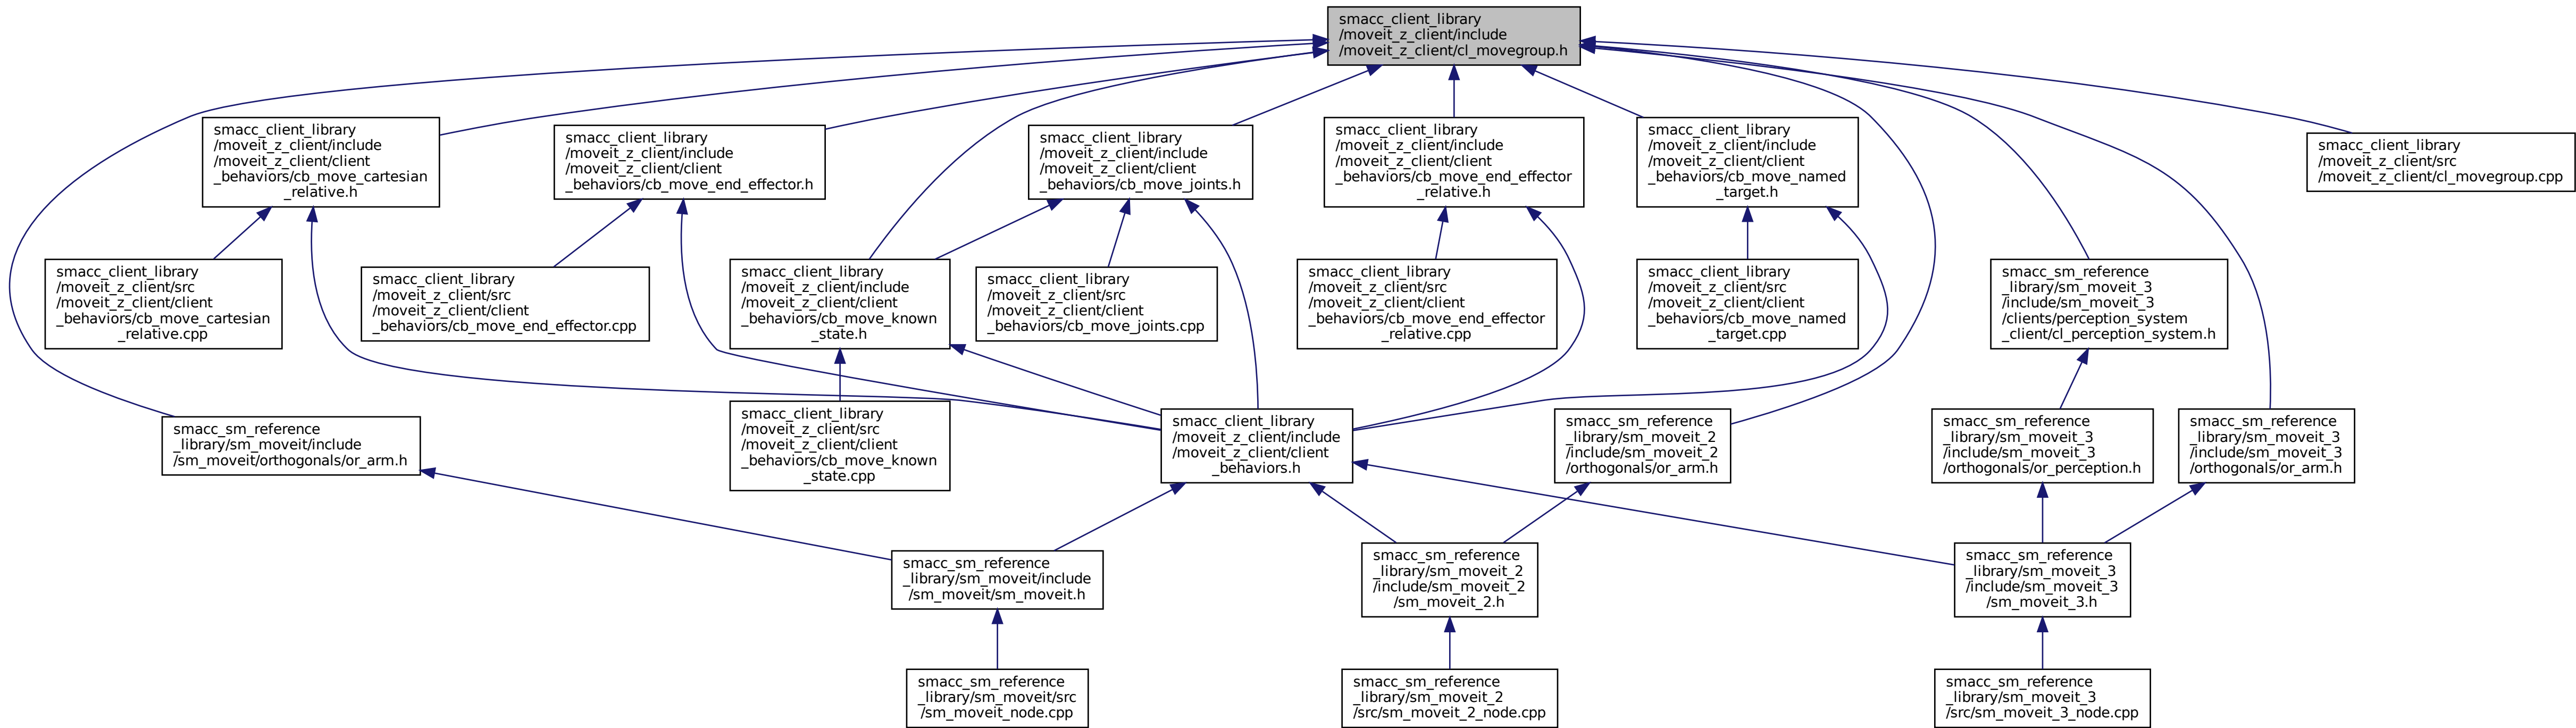 smacc_client_library
/moveit_z_client/include
/moveit_z_client/cl_movegroup.h
smacc_client_library
/moveit_z_client/include
/moveit_z_client/client
_behaviors/cb_move_cartesian
_relative.h
smacc_client_library
/moveit_z_client/include
/moveit_z_client/client
_behaviors/cb_move_end_effector.h
smacc_client_library
/moveit_z_client/include
/moveit_z_client/client
_behaviors/cb_move_joints.h
smacc_client_library
/moveit_z_client/include
/moveit_z_client/client
_behaviors/cb_move_end_effector
_relative.h
smacc_client_library
/moveit_z_client/include
/moveit_z_client/client
_behaviors/cb_move_named
_target.h
smacc_client_library
/moveit_z_client/src
/moveit_z_client/cl_movegroup.cpp
smacc_client_library
/moveit_z_client/src
/moveit_z_client/client
_behaviors/cb_move_cartesian
_relative.cpp
smacc_client_library
/moveit_z_client/src
/moveit_z_client/client
_behaviors/cb_move_end_effector.cpp
smacc_client_library
/moveit_z_client/include
/moveit_z_client/client
_behaviors/cb_move_known
_state.h
smacc_client_library
/moveit_z_client/src
/moveit_z_client/client
_behaviors/cb_move_joints.cpp
smacc_client_library
/moveit_z_client/src
/moveit_z_client/client
_behaviors/cb_move_end_effector
_relative.cpp
smacc_client_library
/moveit_z_client/src
/moveit_z_client/client
_behaviors/cb_move_named
_target.cpp
smacc_sm_reference
_library/sm_moveit_3
/include/sm_moveit_3
/clients/perception_system
_client/cl_perception_system.h
smacc_sm_reference
_library/sm_moveit/include
/sm_moveit/orthogonals/or_arm.h
smacc_client_library
/moveit_z_client/src
/moveit_z_client/client
_behaviors/cb_move_known
_state.cpp
smacc_client_library
/moveit_z_client/include
/moveit_z_client/client
_behaviors.h
smacc_sm_reference
_library/sm_moveit_2
/include/sm_moveit_2
/orthogonals/or_arm.h
smacc_sm_reference
_library/sm_moveit_3
/include/sm_moveit_3
/orthogonals/or_perception.h
smacc_sm_reference
_library/sm_moveit_3
/include/sm_moveit_3
/orthogonals/or_arm.h
smacc_sm_reference
_library/sm_moveit/include
/sm_moveit/sm_moveit.h
smacc_sm_reference
_library/sm_moveit_2
/include/sm_moveit_2
/sm_moveit_2.h
smacc_sm_reference
_library/sm_moveit_3
/include/sm_moveit_3
/sm_moveit_3.h
smacc_sm_reference
_library/sm_moveit/src
/sm_moveit_node.cpp
smacc_sm_reference
_library/sm_moveit_2
/src/sm_moveit_2_node.cpp
smacc_sm_reference
_library/sm_moveit_3
/src/sm_moveit_3_node.cpp